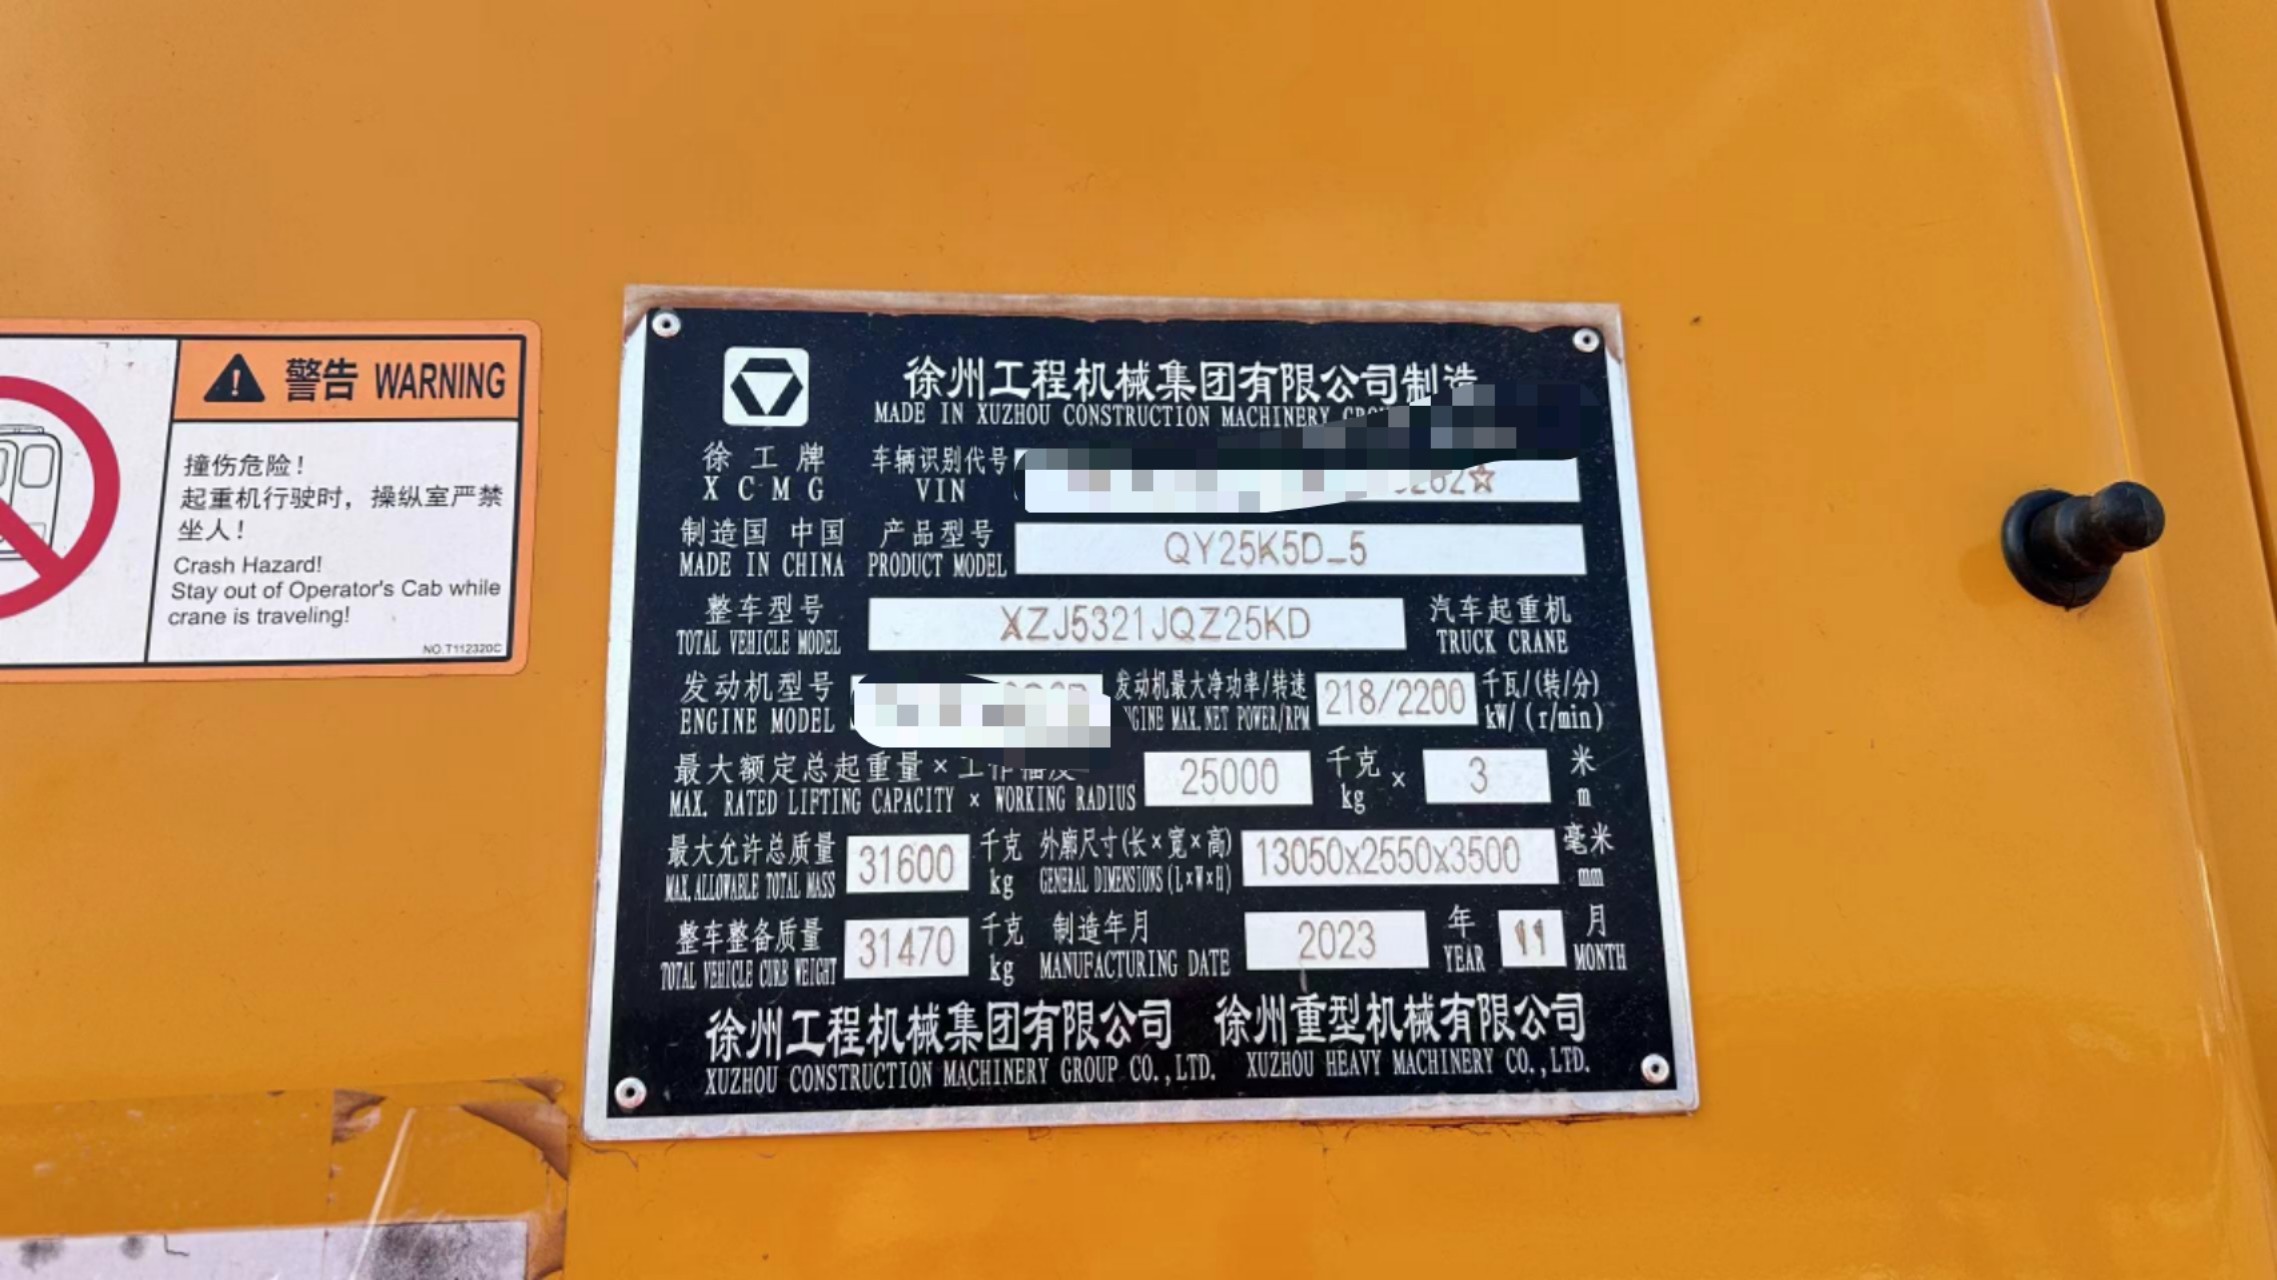 警告 WARNING
撞伤危险！
起重机行驶时，操纵室严禁
坐人！
Crash Hazard!
Stay out of Operator's Cab while
crane is traveling!
NO.T112320C
徐州工程机械集团有限公司制造
MADE IN XUZHOU CONSTRUCTION MACHINERY
徐工牌 车辆识别代号
XCMG VIN
制造国 中国 产品型号 QY25K5D_5
MADE IN CHINA PRODUCT MODEL
整车型号 XZJ5321JQZ25KD 汽车起重机
TOTAL VEHICLE MODEL TRUCK CRANE
发动机型号 发动机最大净功率/转速 218/2200 千瓦/(转/分)
ENGINE MODEL MAX. NET POWER/RPM kW/(r/min)
最大额定总起重量×工作幅度 25000 千克 × 3 米
MAX. RATED LIFTING CAPACITY × WORKING RADIUS kg m
最大允许总质量 31600 千克 外廓尺寸(长×宽×高) 13050x2550x3500 毫米
MAX. ALLOWABLE TOTAL MASS kg GENERAL DIMENSIONS(L×W×H) mm
整车整备质量 31470 千克 制造年月 2023 年 11 月
TOTAL VEHICLE CURB WEIGHT kg MANUFACTURING DATE YEAR MONTH
徐州工程机械集团有限公司 徐州重型机械有限公司
XUZHOU CONSTRUCTION MACHINERY GROUP CO.,LTD. XUZHOU HEAVY MACHINERY CO.,LTD.